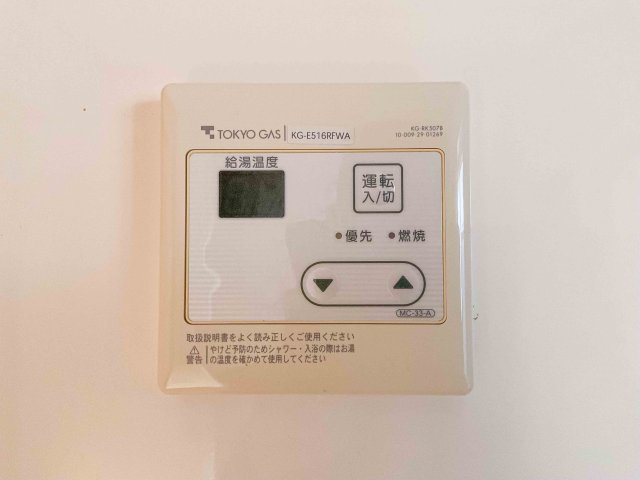 TOKYO GAS KG-E516RFWA
KG-RK507B
10-009 29 01269
給湯温度
運転
入/切
優先 燃焼
▼ ▲
MC-33-A
取扱説明書をよく読み正しくご使用ください
警告 やけど予防のためシャワー・入浴の際はお湯
の温度を確かめて使用してください